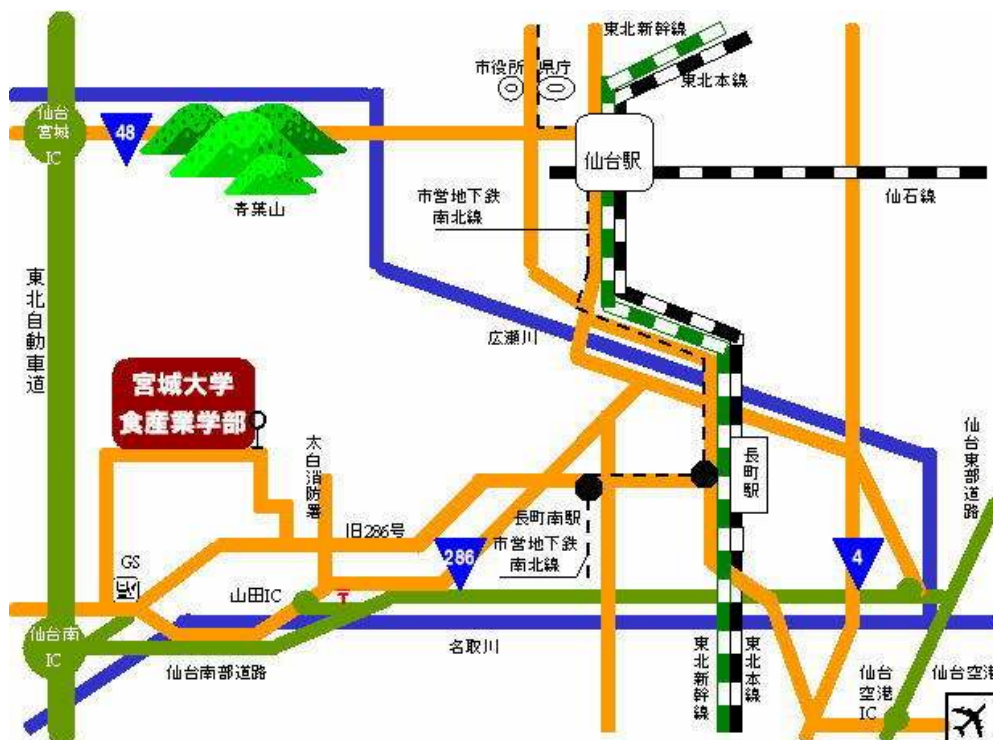 東北新幹線
東北本線
市役所 県庁
仙台
宮城
IC
48
仙台駅
仙石線
青葉山
市営地下鉄
南北線
東北自動車道
広瀬川
宮城大学
食産業学部
太白消防署
仙台東部道路
長町駅
長町南駅
旧286号
市営地下鉄
南北線
286
4
GS
山田IC
仙台南
IC
名取川
仙台南部道路
東北新幹線
東北本線
仙台
空港
IC
仙台空港